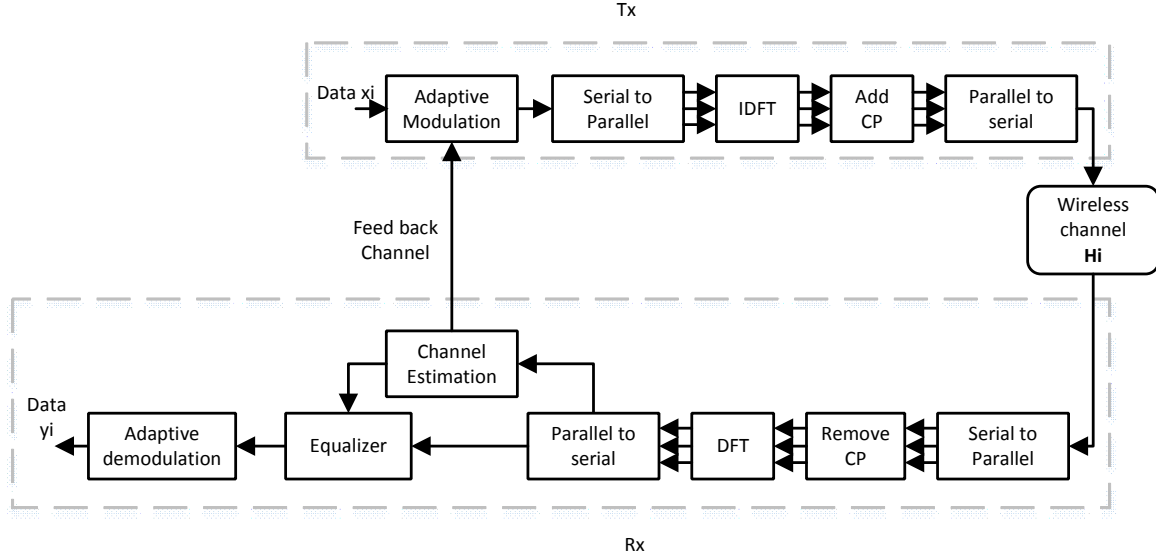 Tx
Data xi
Adaptive
Modulation
Serial to
Parallel
IDFT
Add
CP
Parallel to
serial
Wireless
channel
Hi
Feed back
Channel
Channel
Estimation
Data
yi
Adaptive
demodulation
Equalizer
Parallel to
serial
DFT
Remove
CP
Serial to
Parallel
Rx